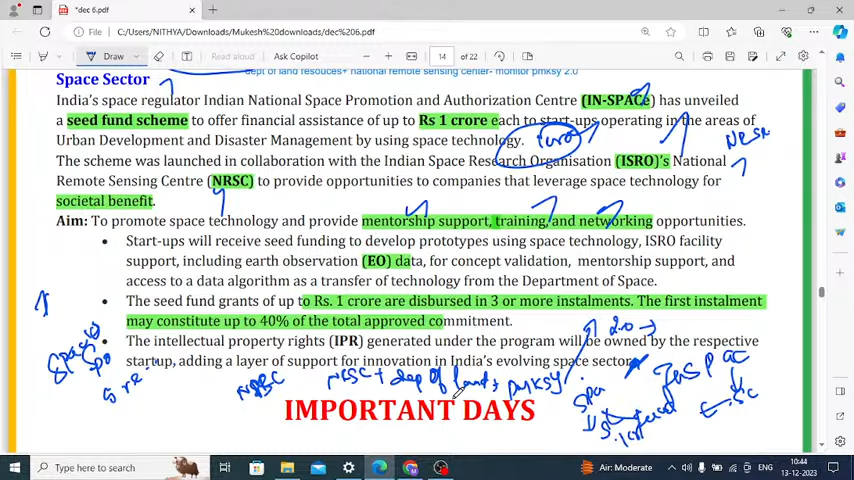 *dec 6.pdf
File
C:/Users/NITHYA/Downloads/Mukesh%20downloads/dec%206.pdf
Draw
Read aloud
Ask Copilot
14 of 22
dept of land resouces+ national remote sensing center- monitor pmksy 2.0
Space Sector
India's space regulator Indian National Space Promotion and Authorization Centre (IN-SPACe) has unveiled
a seed fund scheme to offer financial assistance of up to Rs 1 crore each to start-ups operating in the areas of
Urban Development and Disaster Management by using space technology.
The scheme was launched in collaboration with the Indian Space Research Organisation (ISRO)'s National
Remote Sensing Centre (NRSC) to provide opportunities to companies that leverage space technology for
societal benefit.
Aim: To promote space technology and provide mentorship support, training, and networking opportunities.
• Start-ups will receive seed funding to develop prototypes using space technology, ISRO facility
support, including earth observation (EO) data, for concept validation, mentorship support, and
access to a data algorithm as a transfer of technology from the Department of Space.
• The seed fund grants of up to Rs. 1 crore are disbursed in 3 or more instalments. The first instalment
may constitute up to 40% of the total approved commitment.
• The intellectual property rights (IPR) generated under the program will be owned by the respective
startup, adding a layer of support for innovation in India's evolving space sector.
2.0
NRSC
NRSC + dep of land + PMKSY
IMPORTANT DAYS
Type here to search
Air: Moderate
ENG
10:44
13-12-2023